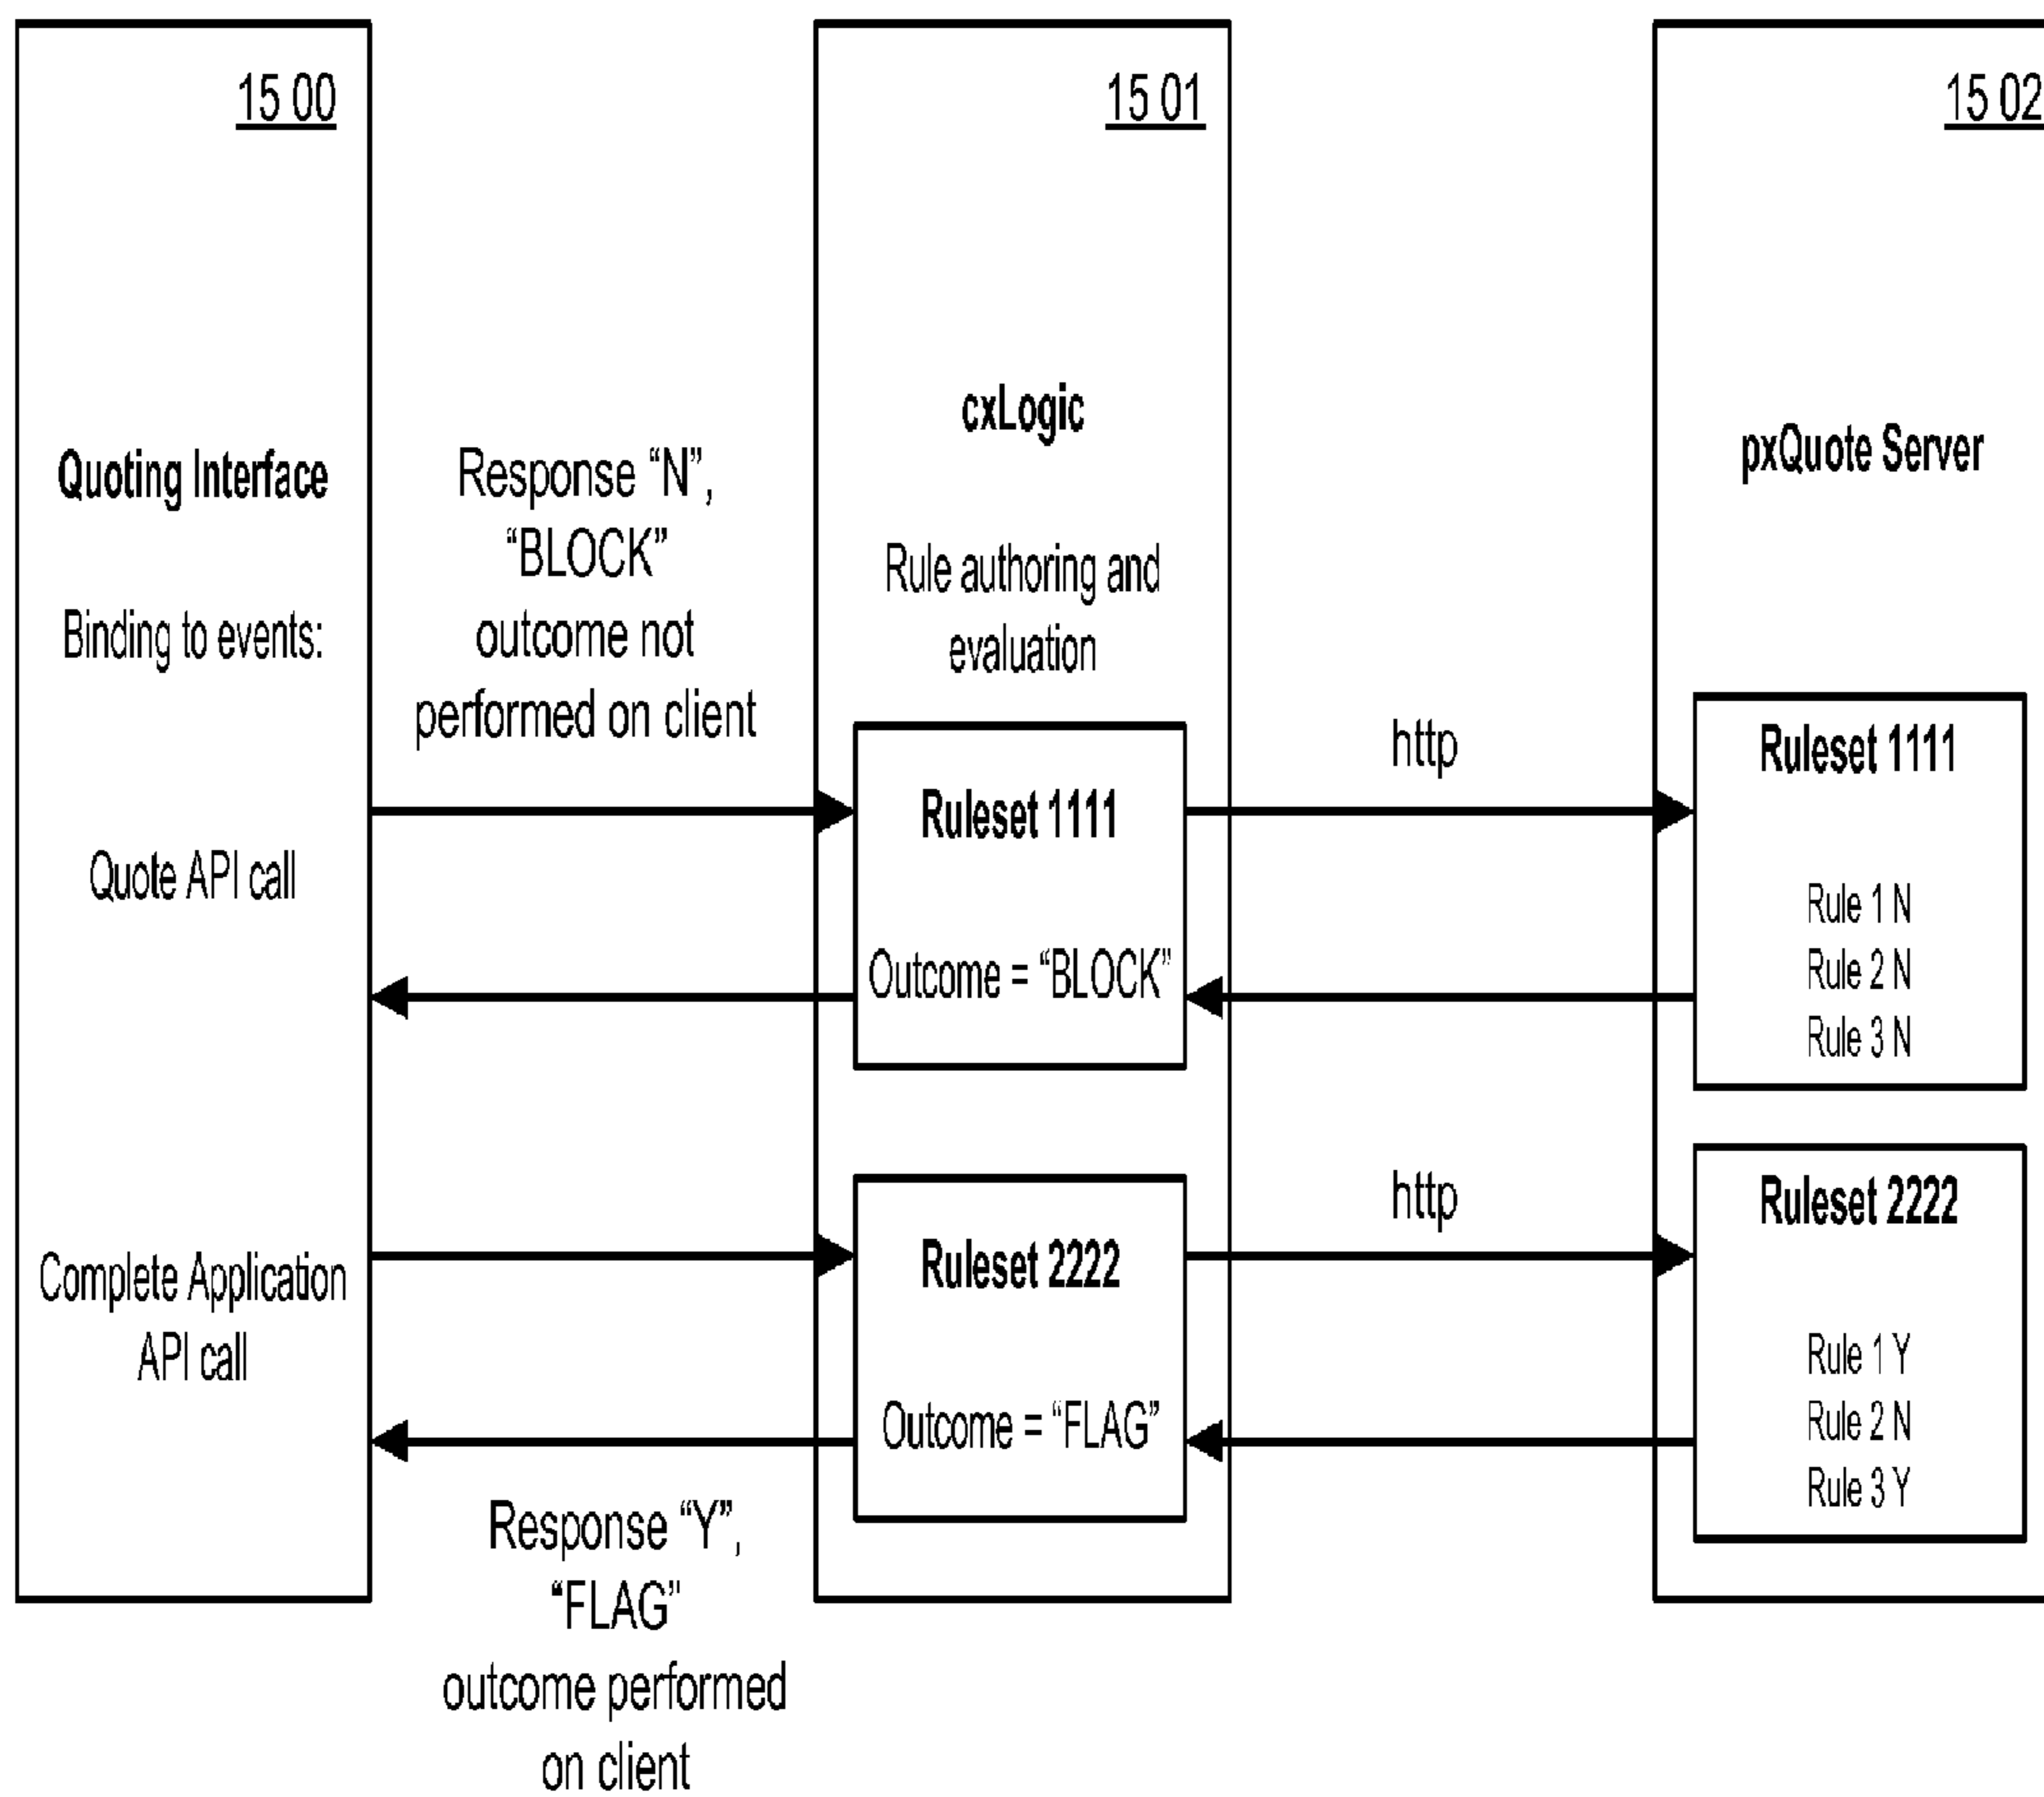 15 00
Quoting Interface
Binding to events:
Quote API call
Complete Application
API call
Response “N”,
“BLOCK”
outcome not
performed on client
Response “Y”,
“FLAG”
outcome performed
on client
15 01
cxLogic
Rule authoring and
evaluation
Ruleset 1111
Outcome = “BLOCK”
Ruleset 2222
Outcome = “FLAG”
http
http
15 02
pxQuote Server
Ruleset 1111
Rule 1 N
Rule 2 N
Rule 3 N
Ruleset 2222
Rule 1 Y
Rule 2 N
Rule 3 Y